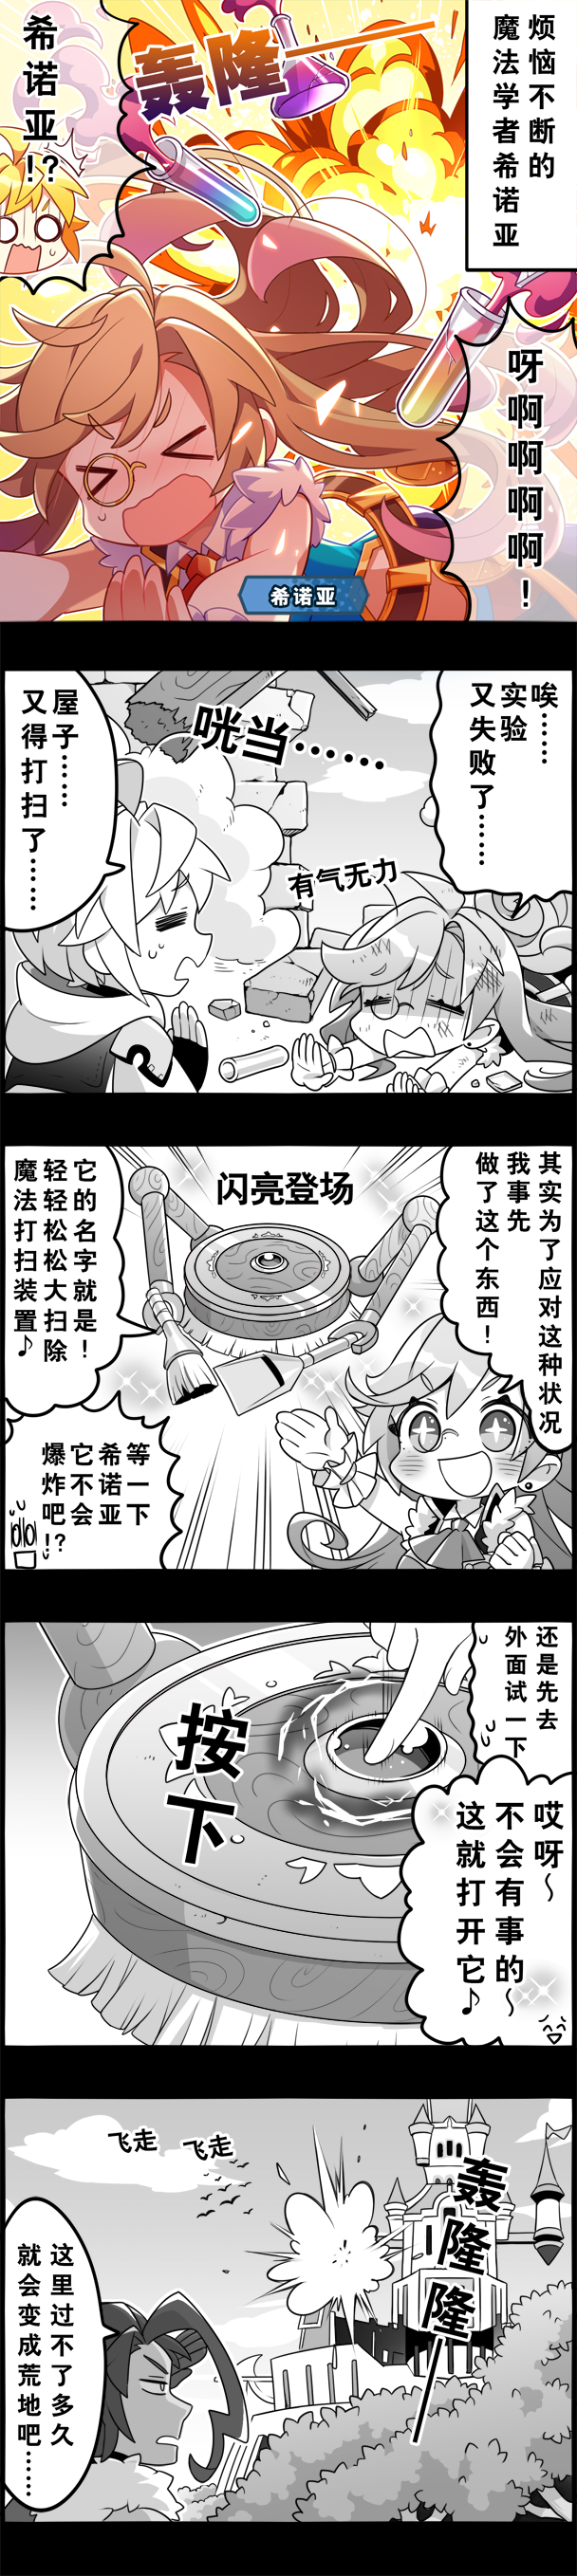 烦恼不断的
魔法学者希诺亚
轰隆——
希诺亚!?
呀啊啊啊啊!
希诺亚
唉……
实验
又失败了……
咣当……
有气无力
屋子……
又得打扫了……
其实为了应对这种状况
我事先
做了这个东西!
闪亮登场
它的名字就是!
轻轻松松大扫除
魔法打扫装置♪
等一下
希诺亚
它不会
爆炸吧!?
还是先去
外面试一下
哎呀~
不会有事的~
这就打开它♪
按下
轰隆隆——
飞走
飞走
这里过不了多久
就会变成荒地吧……